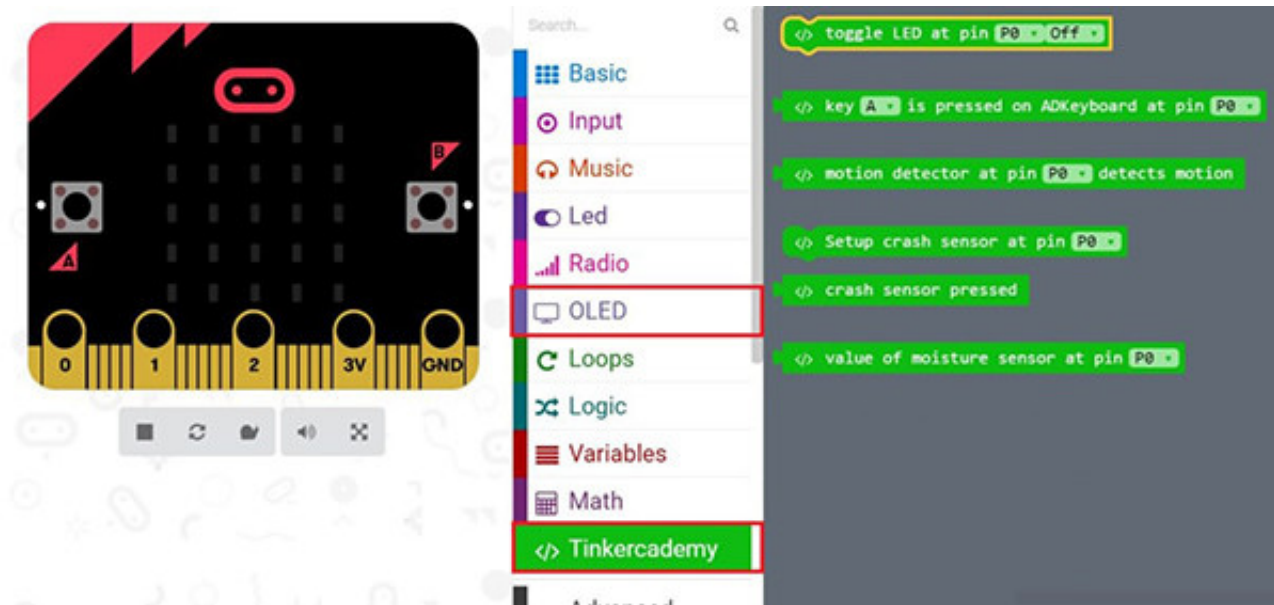 B
A
0 1 2 3V GND
Search...
Basic
Input
Music
Led
Radio
OLED
Loops
Logic
Variables
Math
</> Tinkercademy
Advanced
</> toggle LED at pin P0 Off
</> key A is pressed on ADKeyboard at pin P0
</> motion detector at pin P0 detects motion
</> Setup crash sensor at pin P0
</> crash sensor pressed
</> value of moisture sensor at pin P0